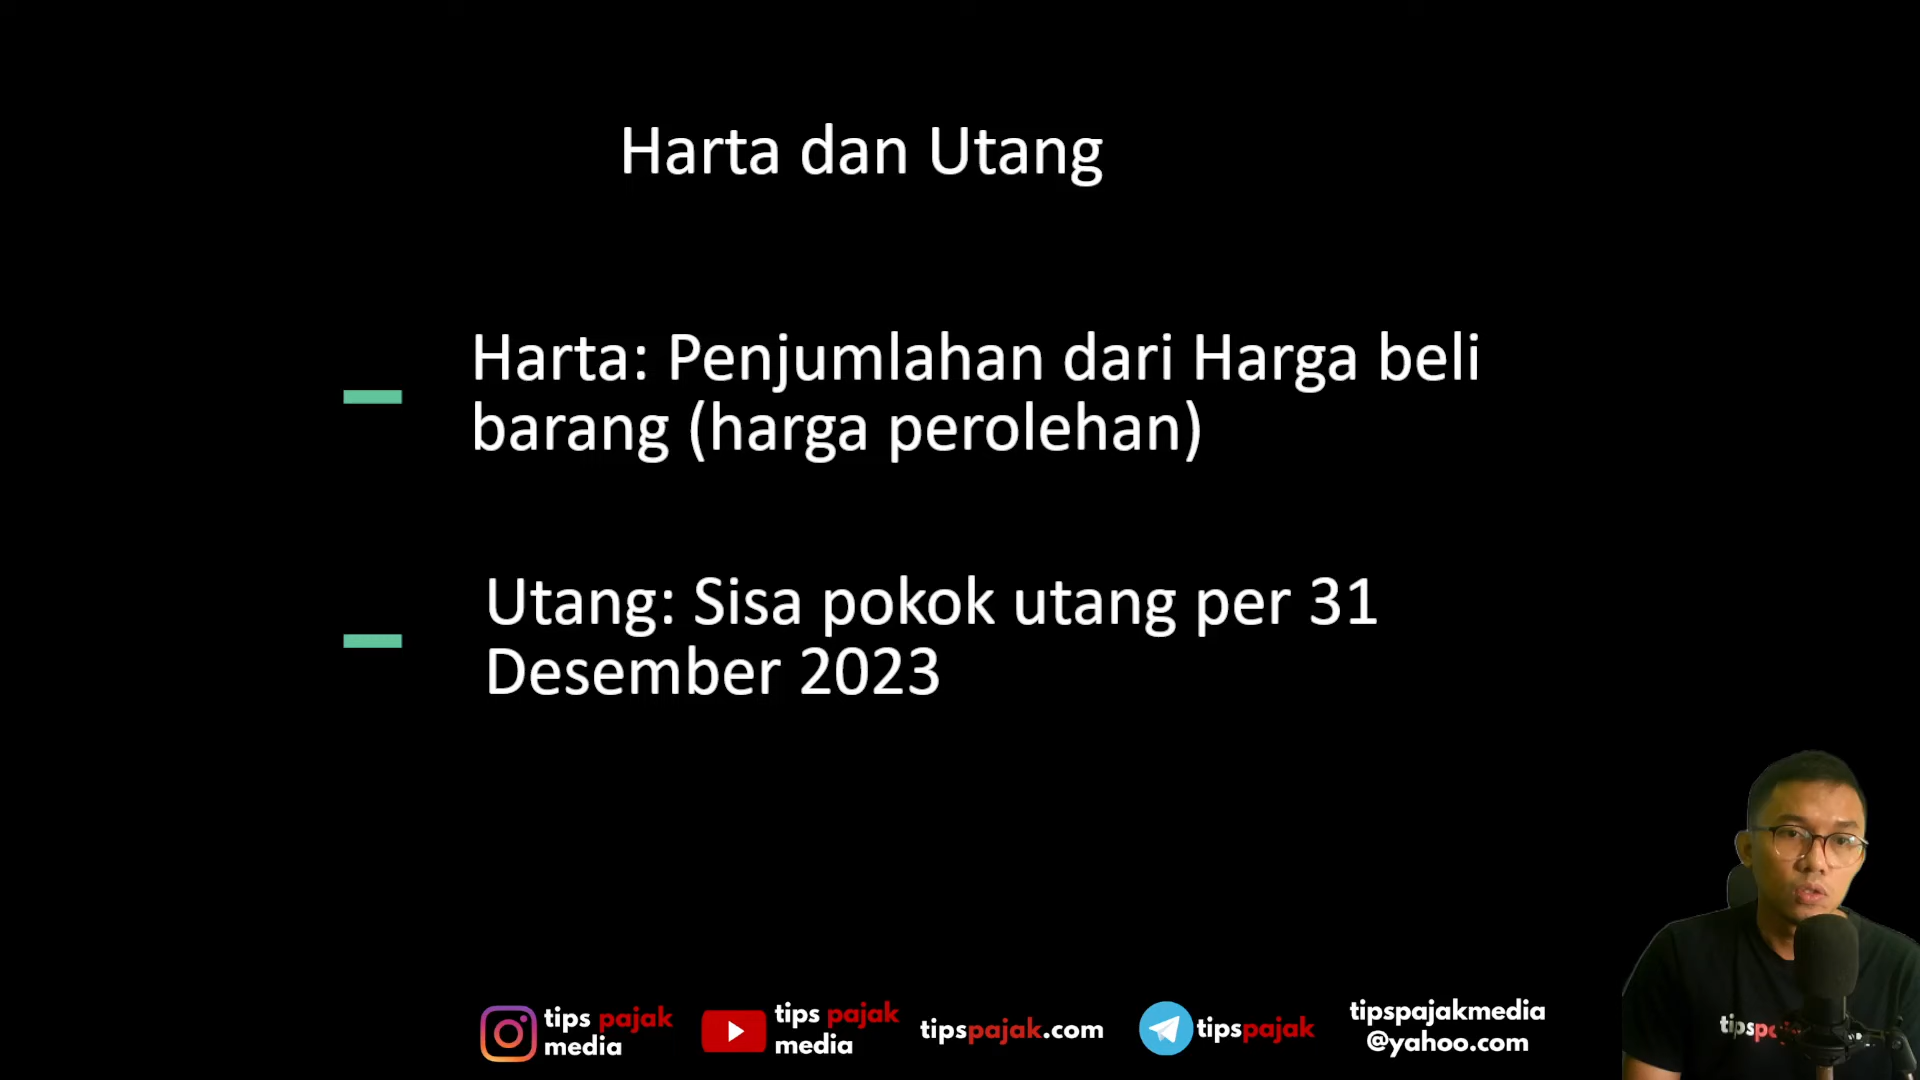 Harta dan Utang
Harta: Penjumlahan dari Harga beli
barang (harga perolehan)
Utang: Sisa pokok utang per 31
Desember 2023
tips pajak
media
tips pajak
media
tipspajak.com
tipspajak
tipspajakmedia
@yahoo.com